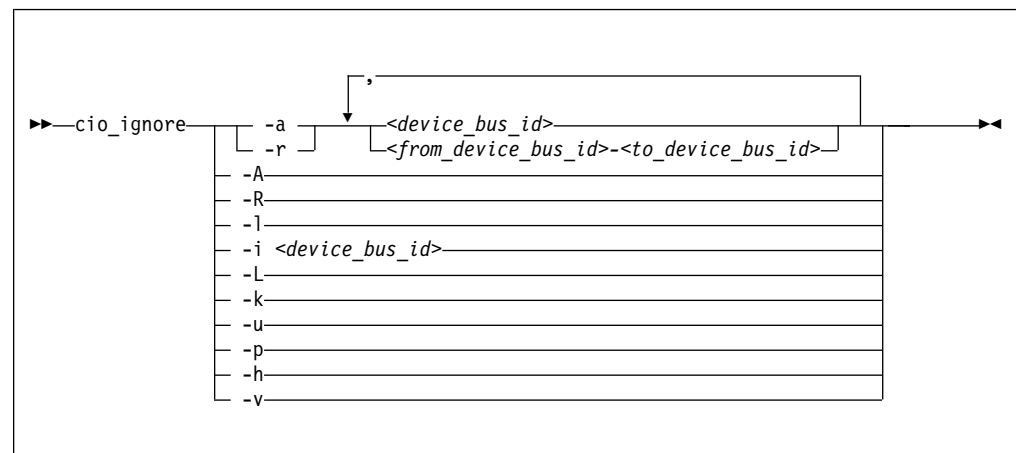 ,
cio_ignore -a <device_bus_id>
-r <from_device_bus_id>-<to_device_bus_id>
-A
-R
-l
-i <device_bus_id>
-L
-k
-u
-p
-h
-v